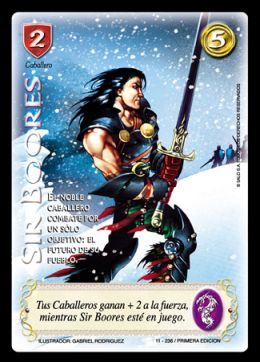 2
5
Caballero
SIR BOORES
EL NOBLE
CABALLERO
COMBATE POR
UN SÓLO
OBJETIVO: EL
FUTURO DE SU
PUEBLO.
Tus Caballeros ganan + 2 a la fuerza,
mientras Sir Boores esté en juego.
ILUSTRADOR: GABRIEL RODRIGUEZ
11 - 236 / PRIMERA EDICION